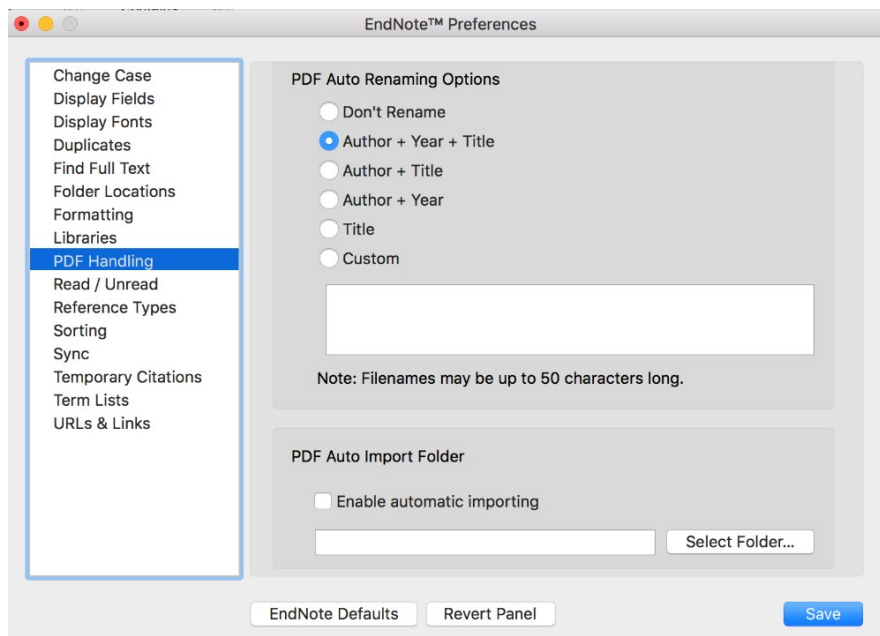 EndNote™ Preferences
Change Case
Display Fields
Display Fonts
Duplicates
Find Full Text
Folder Locations
Formatting
Libraries
PDF Handling
Read / Unread
Reference Types
Sorting
Sync
Temporary Citations
Term Lists
URLs & Links
PDF Auto Renaming Options
Don't Rename
Author + Year + Title
Author + Title
Author + Year
Title
Custom
Note: Filenames may be up to 50 characters long.
PDF Auto Import Folder
Enable automatic importing
Select Folder...
EndNote Defaults
Revert Panel
Save